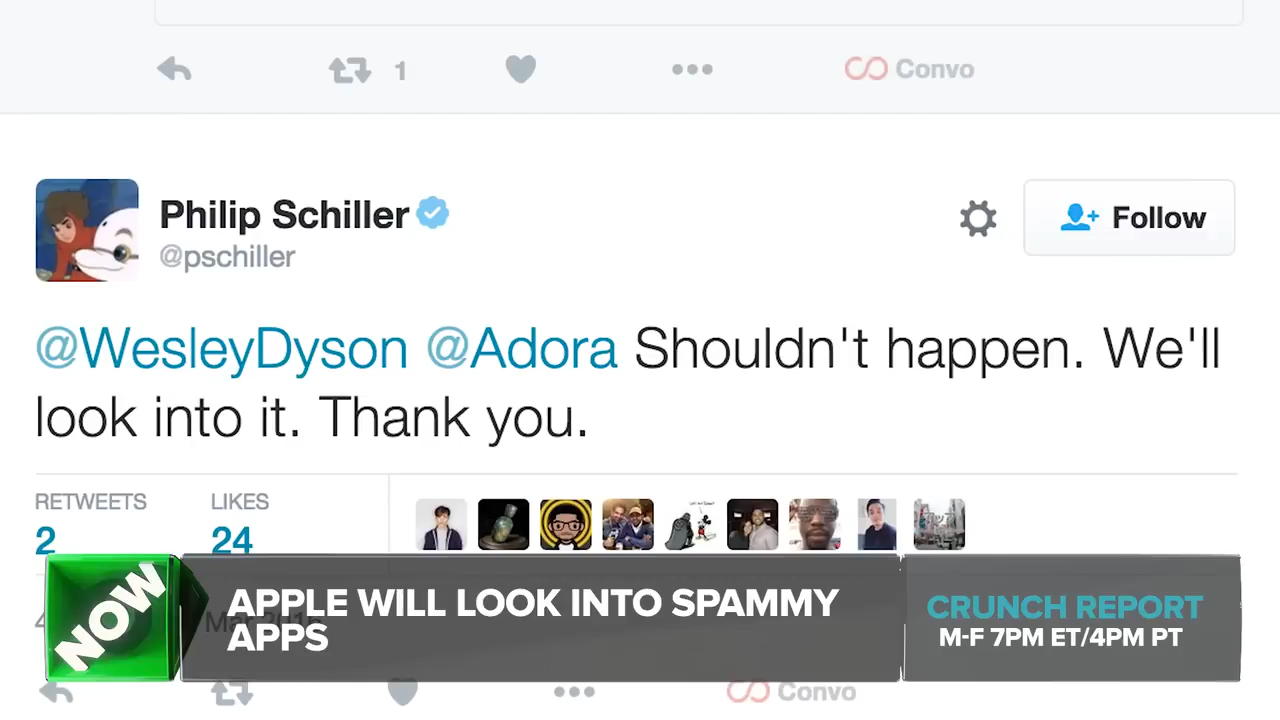 1
Convo
Philip Schiller
@pschiller
Follow
@WesleyDyson @Adora Shouldn't happen. We'll
look into it. Thank you.
RETWEETS
2
LIKES
24
NOW
APPLE WILL LOOK INTO SPAMMY
APPS
CRUNCH REPORT
M-F 7PM ET/4PM PT
Convo